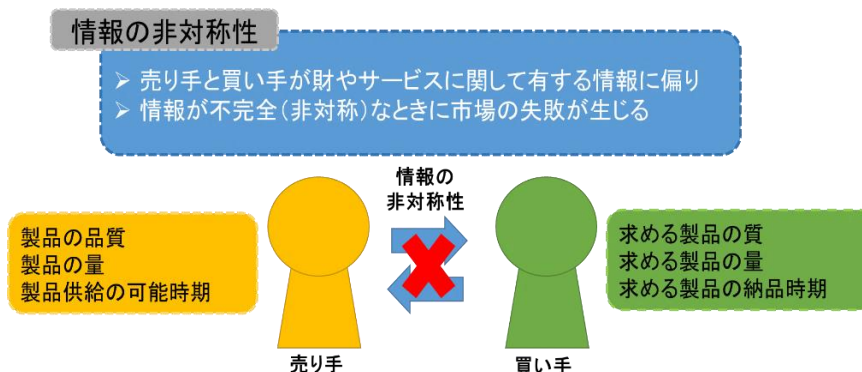 情報の非対称性
➢ 売り手と買い手が財やサービスに関して有する情報に偏り
➢ 情報が不完全(非対称)なときに市場の失敗が生じる
情報の
非対称性
製品の品質
製品の量
製品供給の可能時期
求める製品の質
求める製品の量
求める製品の納品時期
売り手
買い手